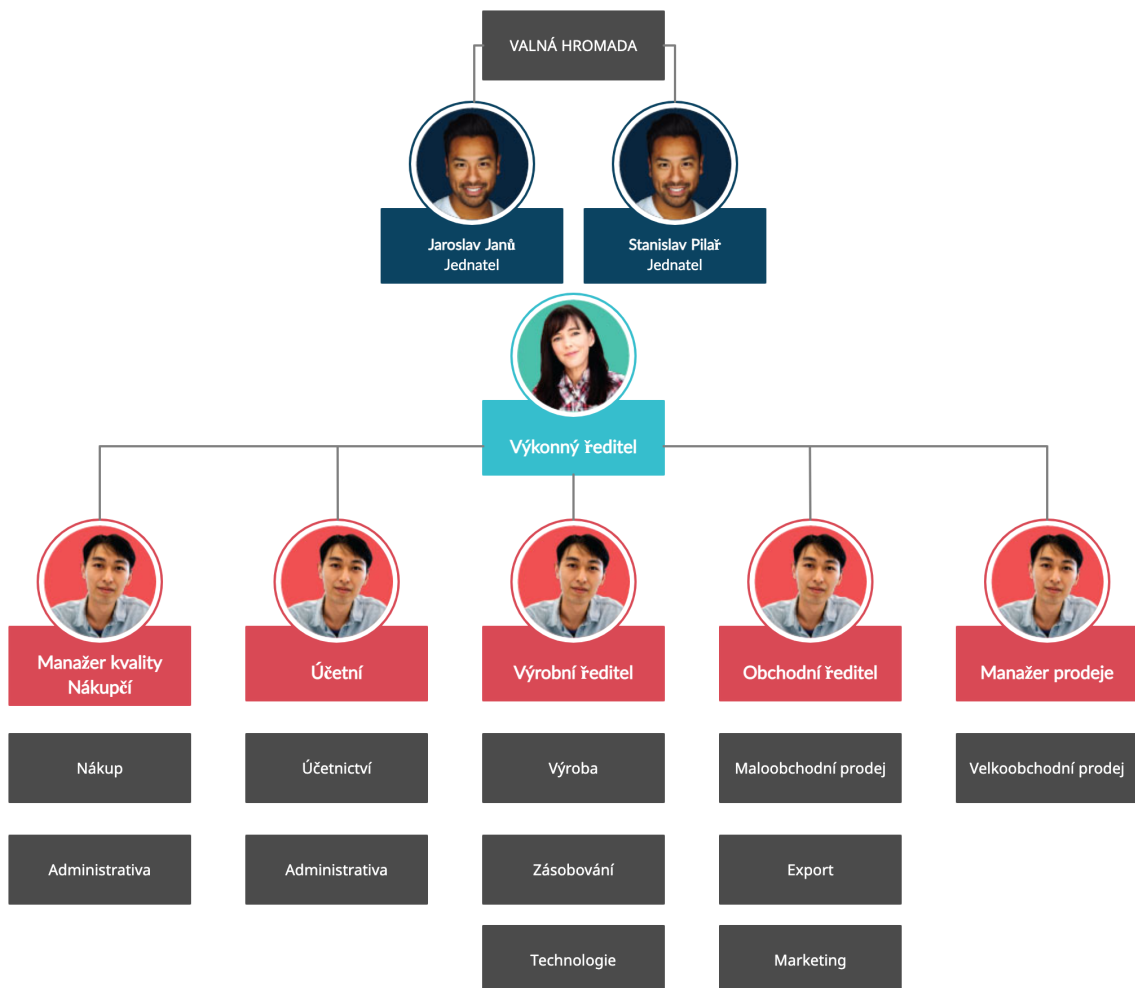 VALNÁ HROMADA
Jaroslav Janů
Jednatel
Stanislav Pilař
Jednatel
Výkonný ředitel
Manažer kvality
Nákupčí
Účetní
Výrobní ředitel
Obchodní ředitel
Manažer prodeje
Nákup
Účetnictví
Výroba
Maloobchodní prodej
Velkoobchodní prodej
Administrativa
Administrativa
Zásobování
Export
Technologie
Marketing